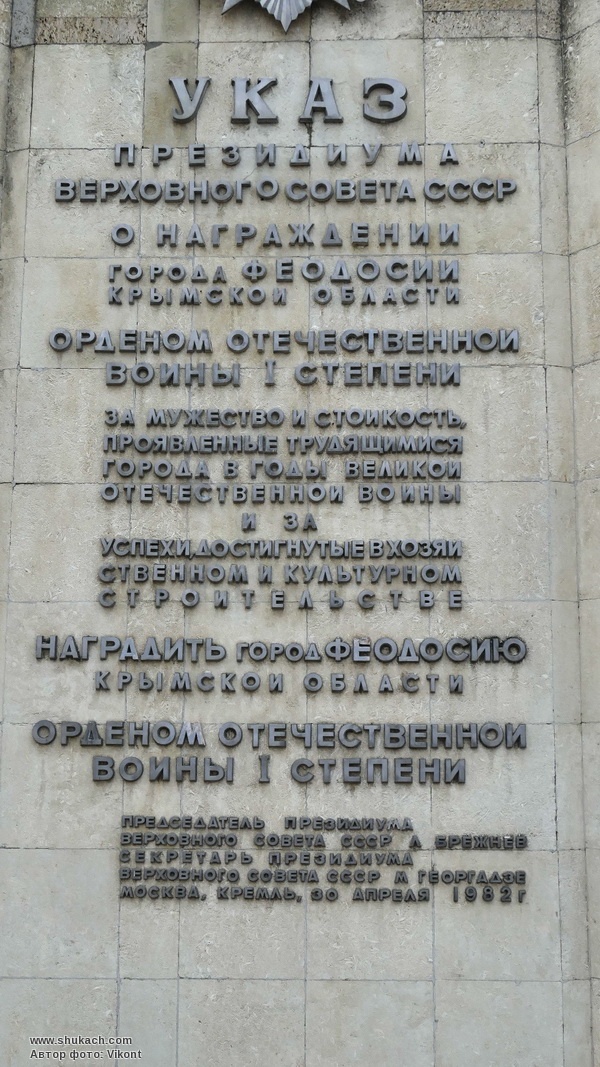 УКАЗ
ПРЕЗИДИУМА
ВЕРХОВНОГО СОВЕТА СССР
О НАГРАЖДЕНИИ
ГОРОДА ФЕОДОСИИ
КРЫМСКОЙ ОБЛАСТИ
ОРДЕНОМ ОТЕЧЕСТВЕННОЙ
ВОЙНЫ I СТЕПЕНИ
ЗА МУЖЕСТВО И СТОЙКОСТЬ,
ПРОЯВЛЕННЫЕ ТРУДЯЩИМИСЯ
ГОРОДА В ГОДЫ ВЕЛИКОЙ
ОТЕЧЕСТВЕННОЙ ВОЙНЫ
И ЗА
УСПЕХИ, ДОСТИГНУТЫЕ В ХОЗЯЙ
СТВЕННОМ И КУЛЬТУРНОМ
СТРОИТЕЛЬСТВЕ
НАГРАДИТЬ ГОРОД ФЕОДОСИЮ
КРЫМСКОЙ ОБЛАСТИ
ОРДЕНОМ ОТЕЧЕСТВЕННОЙ
ВОЙНЫ I СТЕПЕНИ
ПРЕДСЕДАТЕЛЬ ПРЕЗИДИУМА
ВЕРХОВНОГО СОВЕТА СССР Л БРЕЖНЕВ
СЕКРЕТАРЬ ПРЕЗИДИУМА
ВЕРХОВНОГО СОВЕТА СССР М ГЕОРГАДЗЕ
МОСКВА, КРЕМЛЬ, 30 АПРЕЛЯ 1982 г
www.shukach.com
Автор фото: Vikont